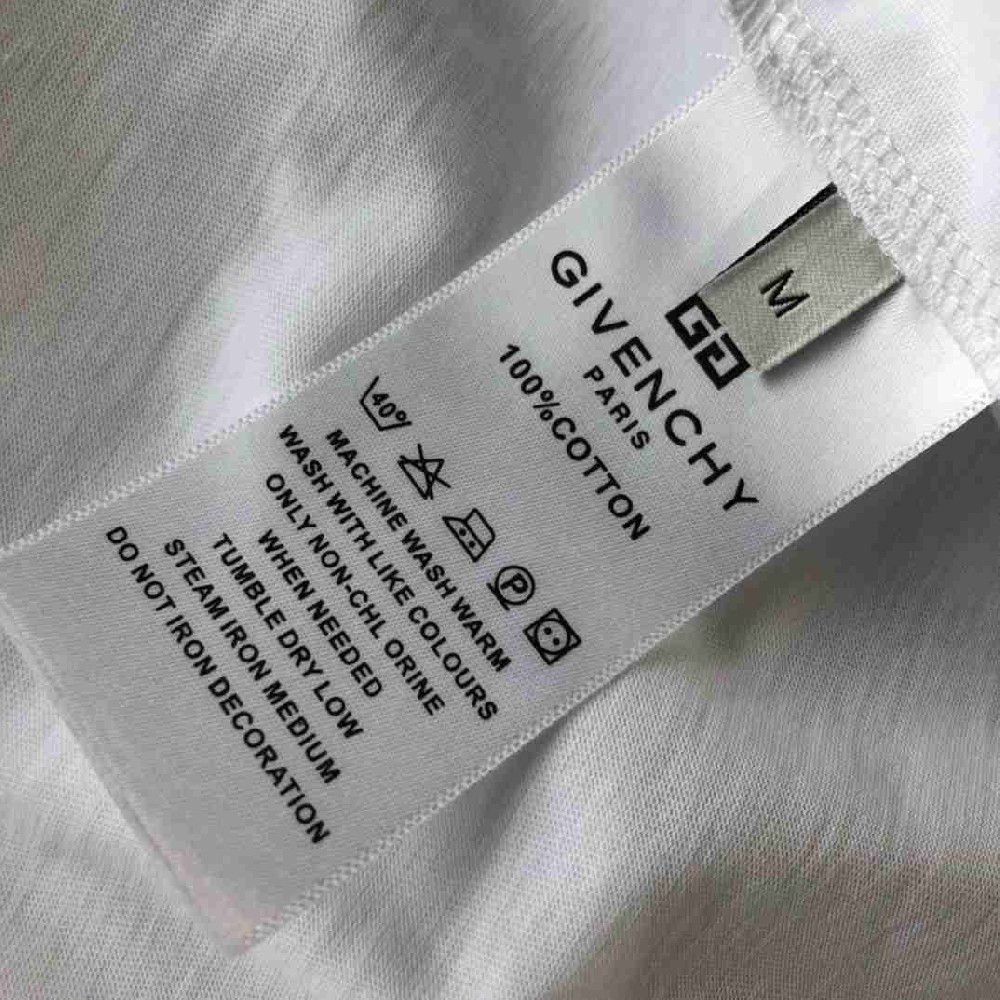 M
GIVENCHY
PARIS
100%COTTON
40°
P
MACHINE WASH WARM
WASH WITH LIKE COLOURS
ONLY NON-CHL ORINE
WHEN NEEDED
TUMBLE DRY LOW
STEAM IRON MEDIUM
DO NOT IRON DECORATION